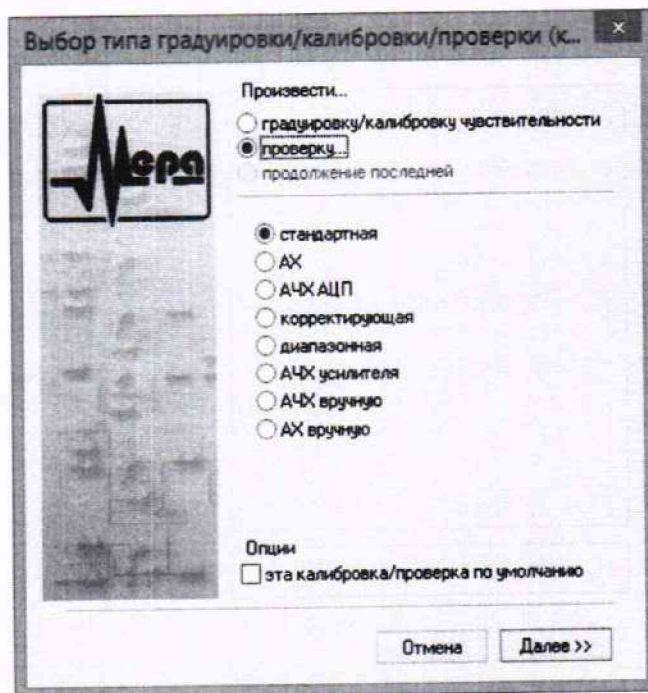 Выбор типа градуировки/калибровки/проверки (к...
x
Мера
Произвести...
градуировку/калибровку чувствительности
проверку...
продолжение последней
стандартная
АХ
АЧХ АЦП
корректирующая
диапазонная
АЧХ усилителя
АЧХ вручную
АХ вручную
Опции
эта калибровка/проверка по умолчанию
Отмена
Далее >>